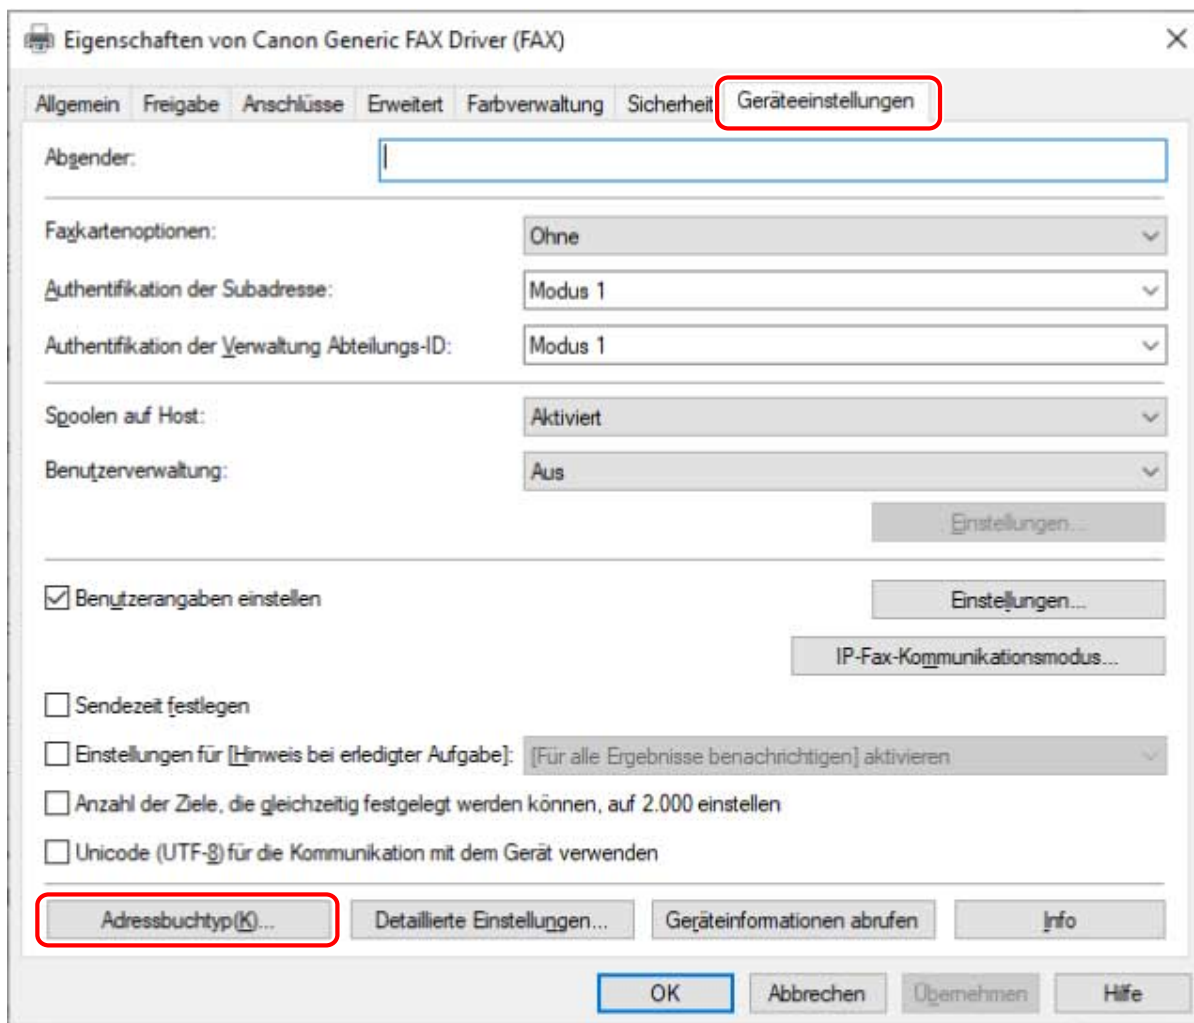 Eigenschaften von Canon Generic FAX Driver (FAX)
Allgemein Freigabe Anschlüsse Erweitert Farbverwaltung Sicherheit Geräteeinstellungen
Absender:
Faxkartenoptionen: Ohne
Authentifikation der Subadresse: Modus 1
Authentifikation der Verwaltung Abteilungs-ID: Modus 1
Spoolen auf Host: Aktiviert
Benutzerverwaltung: Aus
Einstellungen...
Benutzerangaben einstellen Einstellungen...
IP-Fax-Kommunikationsmodus...
Sendezeit festlegen
Einstellungen für [Hinweis bei erledigter Aufgabe]: [Für alle Ergebnisse benachrichtigen] aktivieren
Anzahl der Ziele, die gleichzeitig festgelegt werden können, auf 2.000 einstellen
Unicode (UTF-8) für die Kommunikation mit dem Gerät verwenden
Adressbuchtyp(K)... Detaillierte Einstellungen... Geräteinformationen abrufen Info
OK Abbrechen Übernehmen Hilfe